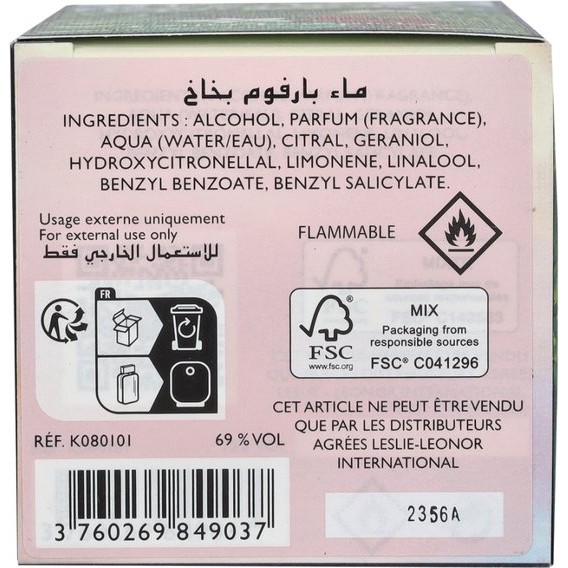 ماء بارفوم بخاخ
INGREDIENTS : ALCOHOL, PARFUM (FRAGRANCE),
AQUA (WATER/EAU), CITRAL, GERANIOL,
HYDROXYCITRONELLAL, LIMONENE, LINALOOL,
BENZYL BENZOATE, BENZYL SALICYLATE.
Usage externe uniquement
For external use only
للاستعمال الخارجي فقط
FLAMMABLE
FR
FSC
www.fsc.org
MIX
Packaging from
responsible sources
FSC® C041296
CET ARTICLE NE PEUT ÊTRE VENDU
QUE PAR LES DISTRIBUTEURS
AGRÉES LESLIE-LEONOR
INTERNATIONAL
RÉF. K080101 69 % VOL
3 760269 849037
2356A